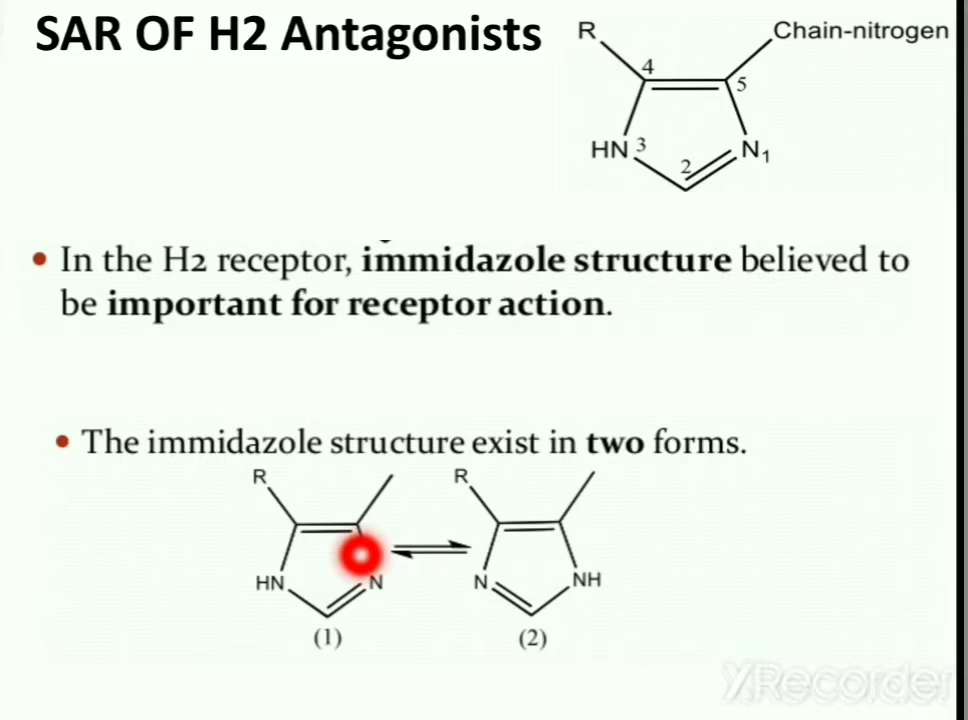 SAR OF H2 Antagonists
R
Chain-nitrogen
4
5
HN 3
N1
2
• In the H2 receptor, immidazole structure believed to
be important for receptor action.
• The immidazole structure exist in two forms.
R
R
HN
N
N
NH
(1)
(2)
XRecorder